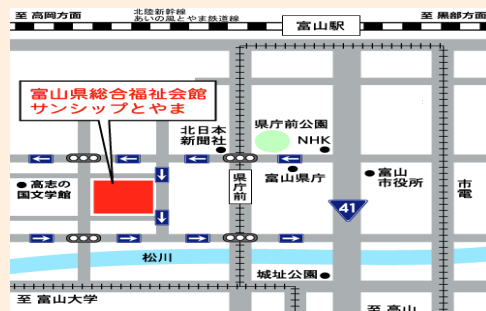 至 高岡方面
北陸新幹線
あいの風とやま鉄道線
富山駅
至 黒部方面
富山県総合福祉会館
サンシップとやま
北日本
新聞社
県庁前公園
NHK
高志の
国文学館
県庁前
富山県庁
富山
市役所
41
市電
松川
城址公園
至 富山大学
至 高山